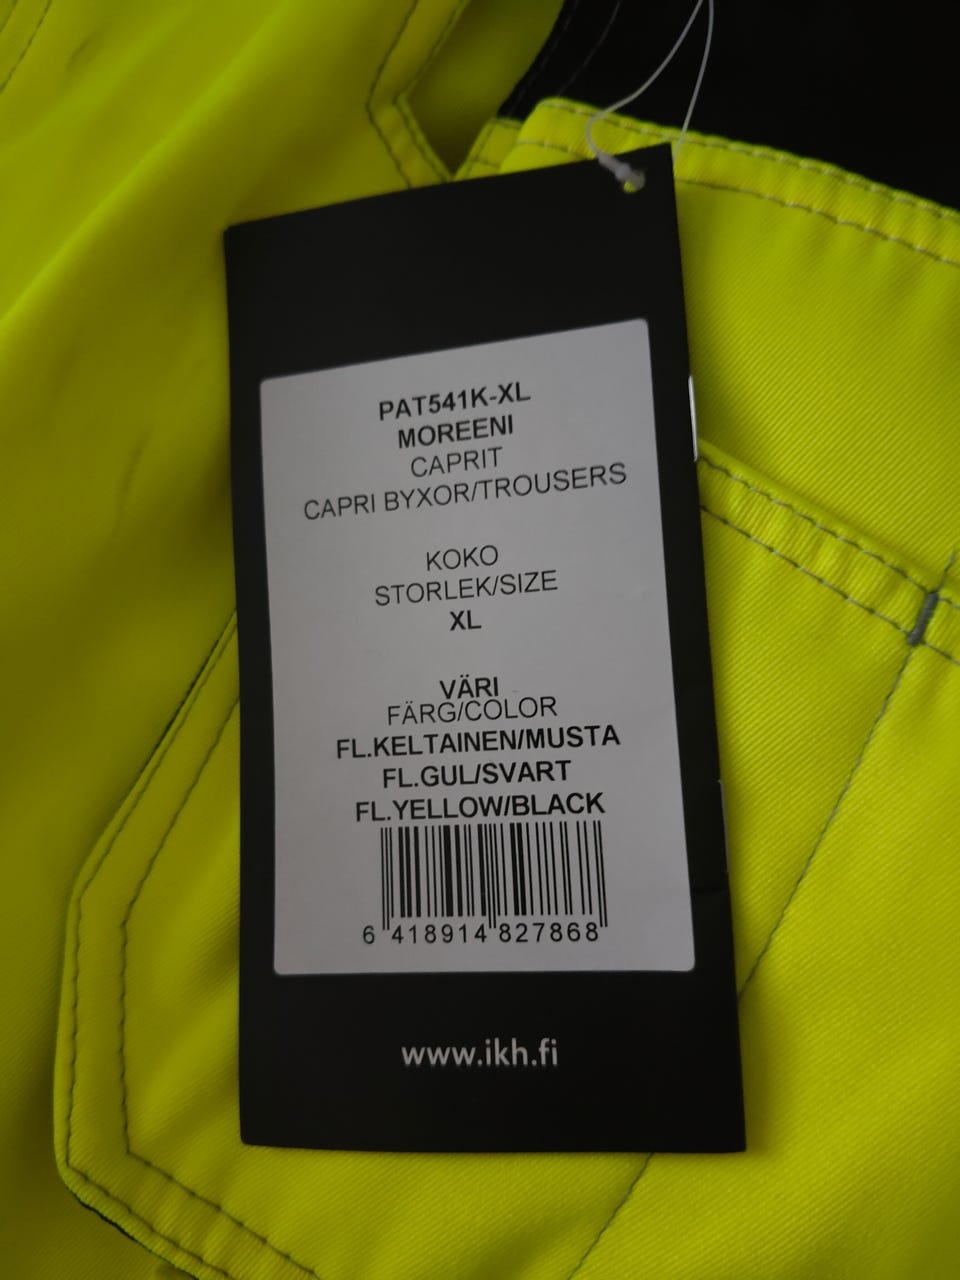 PAT541K-XL
MOREENI
CAPRIT
CAPRI BYXOR/TROUSERS
KOKO
STORLEK/SIZE
XL
VÄRI
FÄRG/COLOR
FL.KELTAINEN/MUSTA
FL.GUL/SVART
FL.YELLOW/BLACK
6 418914 827868
www.ikh.fi